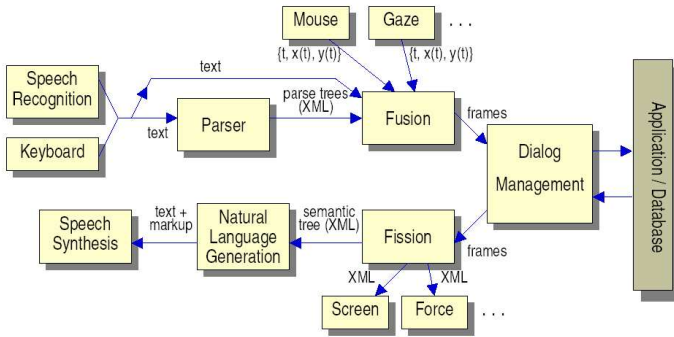 Mouse
Gaze
. . .
{t, x(t), y(t)}
{t, x(t), y(t)}
text
Speech
Recognition
Keyboard
text
Parser
parse trees
(XML)
Fusion
frames
Dialog
Management
Application / Database
Speech
Synthesis
text +
markup
Natural
Language
Generation
semantic
tree (XML)
Fission
frames
XML
XML
Screen
Force
. . .